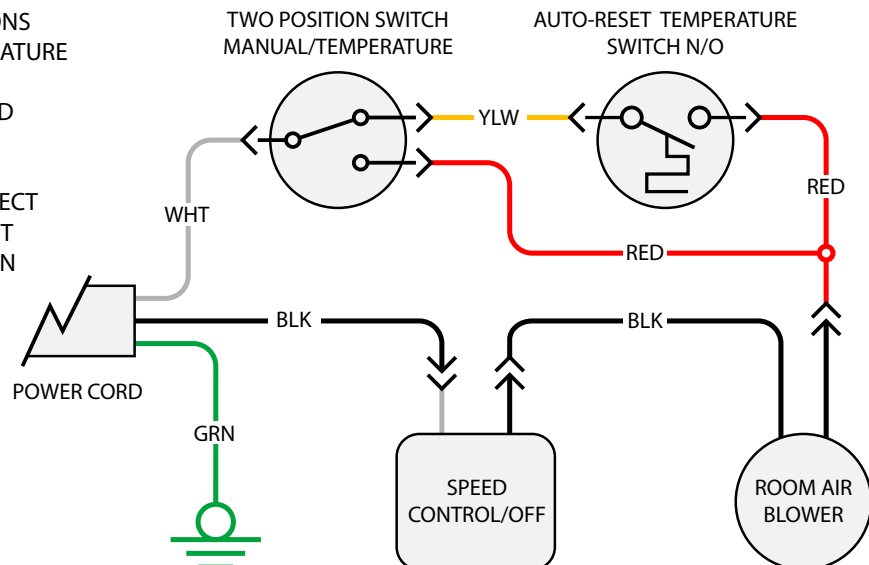 ONS
ATURE
D
ECT
T
N
TWO POSITION SWITCH
MANUAL/TEMPERATURE
AUTO-RESET TEMPERATURE
SWITCH N/O
YLW
RED
WHT
RED
BLK
BLK
POWER CORD
GRN
SPEED
CONTROL/OFF
ROOM AIR
BLOWER